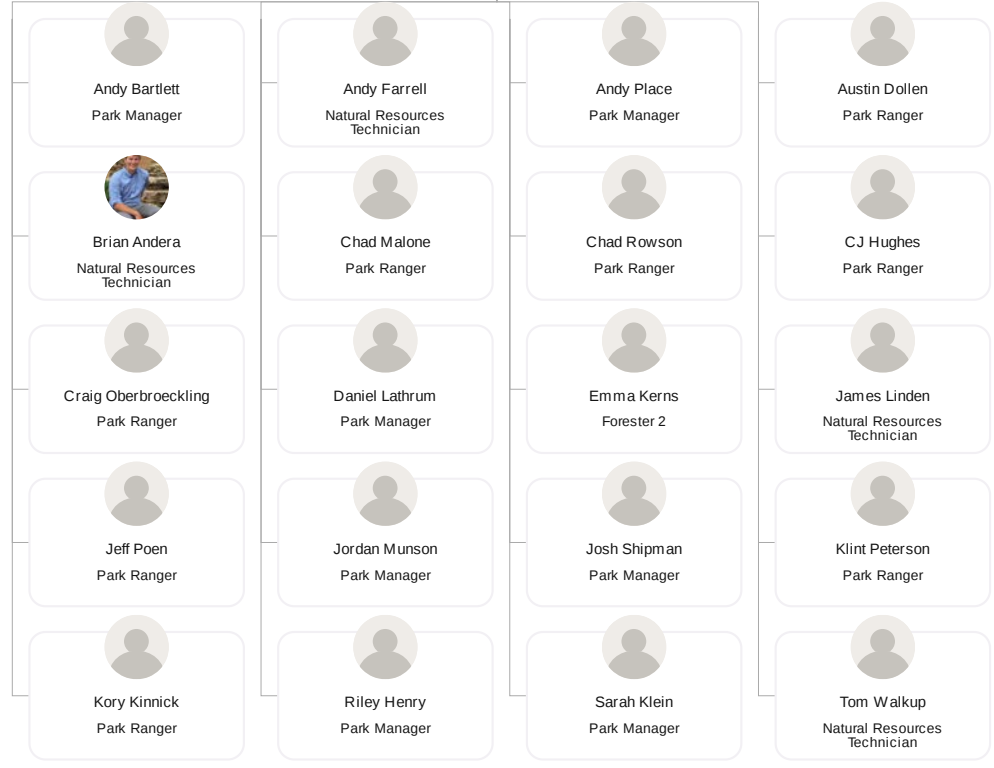 Andy Bartlett
Park Manager
Andy Farrell
Natural Resources
Technician
Andy Place
Park Manager
Austin Dollen
Park Ranger
Brian Andera
Natural Resources
Technician
Chad Malone
Park Ranger
Chad Rowson
Park Ranger
CJ Hughes
Park Ranger
Craig Oberbroeckling
Park Ranger
Daniel Lathrum
Park Manager
Emma Kerns
Forester 2
James Linden
Natural Resources
Technician
Jeff Poen
Park Ranger
Jordan Munson
Park Manager
Josh Shipman
Park Manager
Klint Peterson
Park Ranger
Kory Kinnick
Park Ranger
Riley Henry
Park Manager
Sarah Klein
Park Manager
Tom Walkup
Natural Resources
Technician